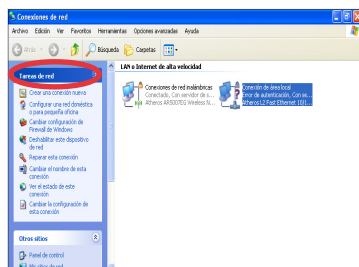 Conexiones de red
Archivo Edición Ver Favoritos Herramientas Opciones avanzadas Ayuda
Atrás Búsqueda Carpetas
Tareas de red
Crear una conexión nueva
Configurar una red doméstica
o para pequeña oficina
Cambiar configuración de
Firewall de Windows
Deshabilitar este dispositivo
de red
Reparar esta conexión
Cambiar el nombre de esta
conexión
Ver el estado de esta
conexión
Cambiar la configuración de
esta conexión
Otros sitios
Panel de control
Mis sitios de red
LAN o Internet de alta velocidad
Conexiones de red inalámbricas
Conectado, Con servidor de s...
Atheros AR5007EG Wireless N...
Conexión de área local
Error de autenticación, Con se...
Atheros L2 Fast Ethernet 10/1...